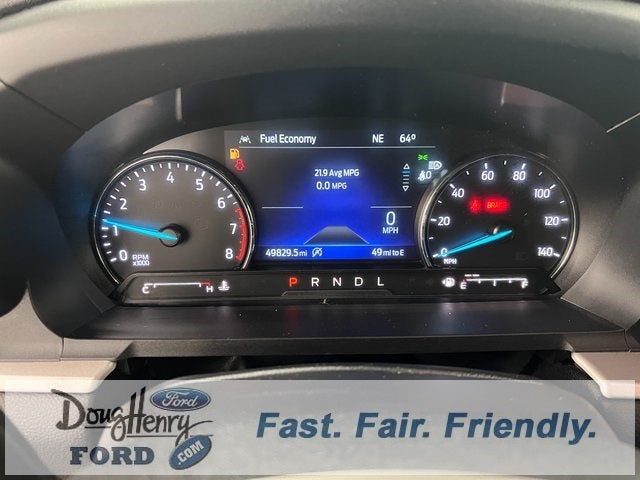 Fuel Economy NE 64°
21.9 Avg MPG
0.0 MPG
0
MPH
49829.5 mi 49 mi to E
0 1 2 3 4 5 6 7 8
RPM
x1000
0 20 40 60 80 100 120 140
MPH
BRAKE
C H
P R N D L
E F
Doug Henry
Ford
FORD
.COM
Fast. Fair. Friendly.